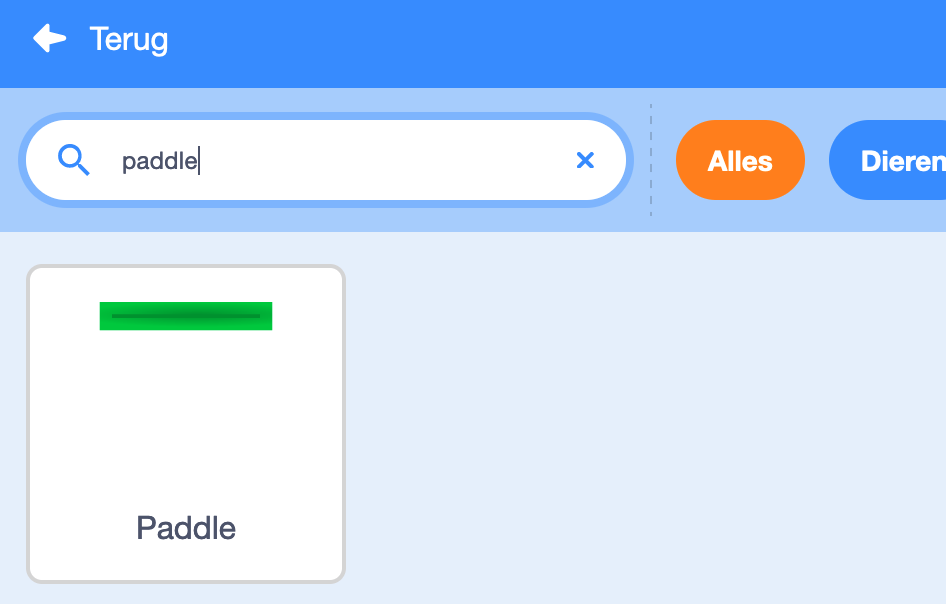 Terug
paddle
Alles
Dieren
Paddle